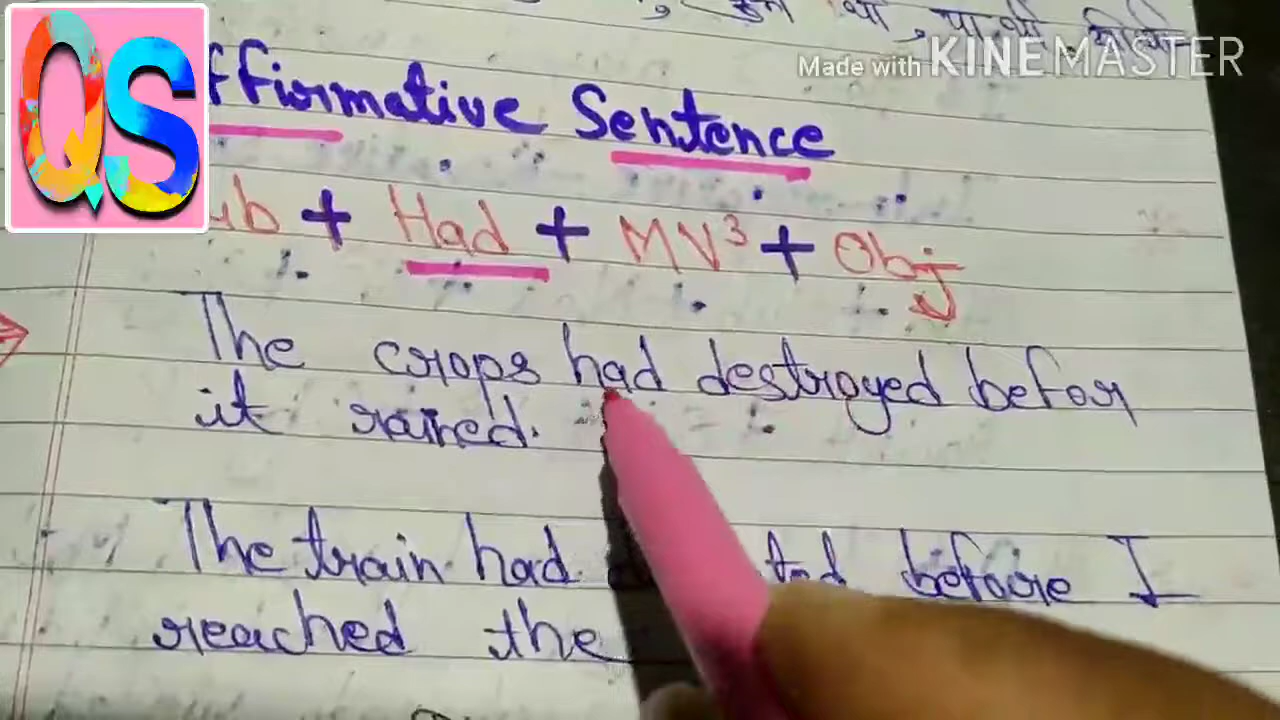 था
Made with KINEMASTER
QS
ffirmative Sentence
ub + Had + MV³ + Obj
The crops had destroyed befor
it rained.
The train had before I
reached the